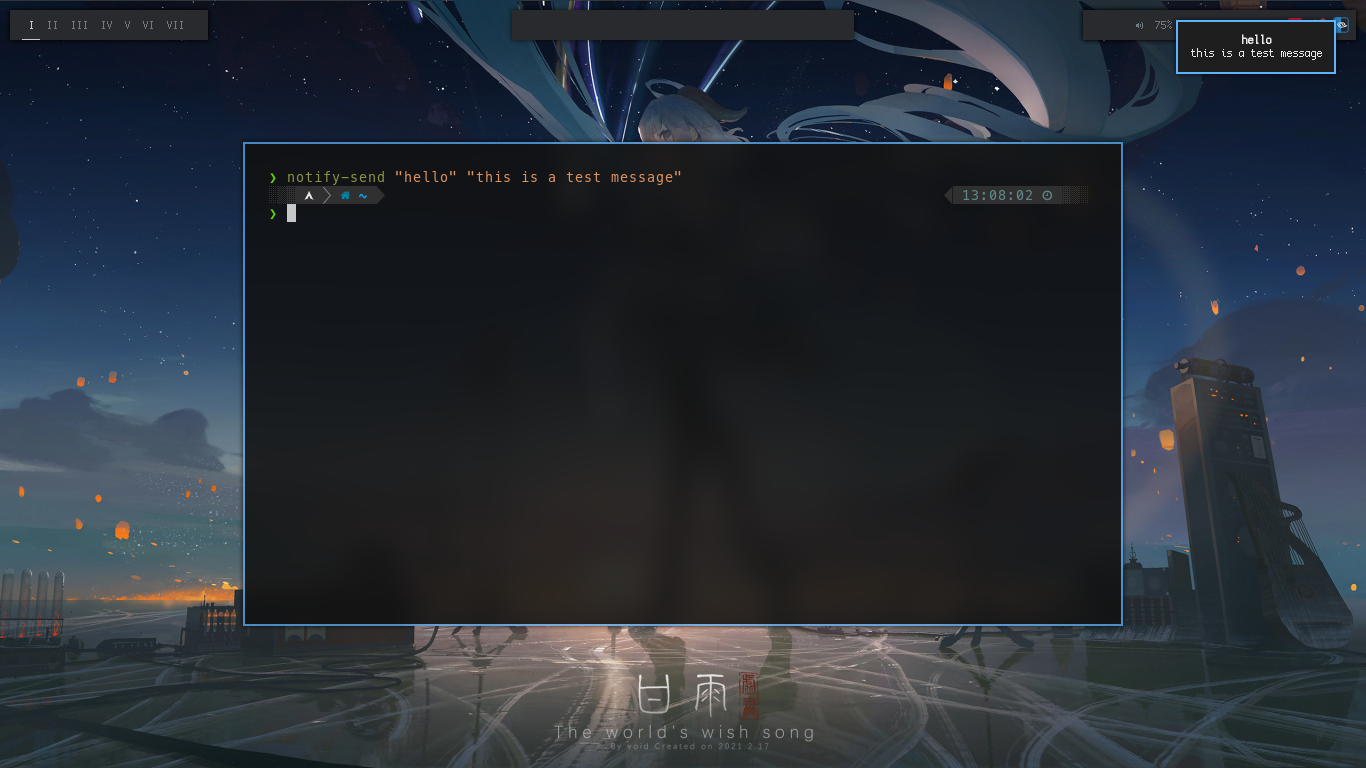 I II III IV V VI VII
75%
hello
this is a test message
❯ notify-send "hello" "this is a test message"
~
13:08:02
❯
甘雨
The world's wish song
By void Created on 2021.2.17